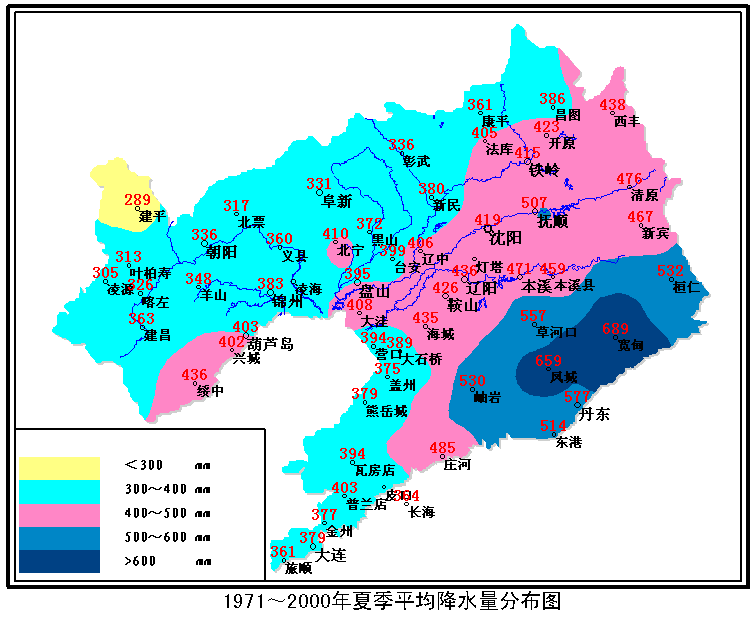 361
康平
386
昌图
438
西丰
405
法库
423
开原
415
铁岭
336
彰武
476
清原
289
建平
331
阜新
380
新民
317
北票
507
抚顺
467
新宾
419
沈阳
336
朝阳
360
义县
410
北宁
372
黑山
399
台安
406
辽中
灯塔
313
叶柏寿
305
凌源
326
喀左
348
羊山
383
锦州
凌海
395
盘山
436
辽阳
426
鞍山
471
本溪
459
本溪县
532
桓仁
408
大洼
363
建昌
403
葫芦岛
402
兴城
435
海城
557
草河口
689
宽甸
394
营口
389
大石桥
659
凤城
436
绥中
375
盖州
379
熊岳城
530
岫岩
577
丹东
514
东港
394
瓦房店
485
庄河
403
普兰店
皮口
364
长海
377
金州
379
大连
361
旅顺
<300 mm
300～400 mm
400～500 mm
500～600 mm
>600 mm
1971～2000年夏季平均降水量分布图